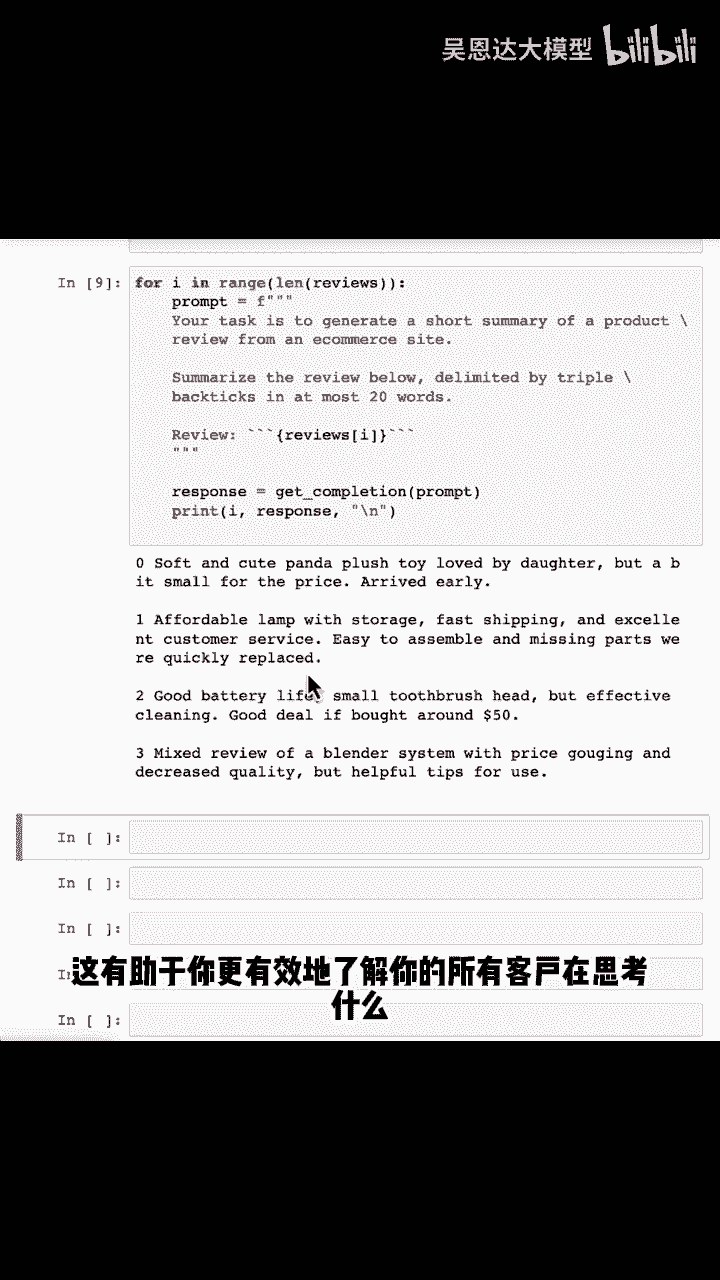 吴恩达大模型 bilibili
In [9]: for i in range(len(reviews)):
prompt = f"""
Your task is to generate a short summary of a product \
review from an ecommerce site.
Summarize the review below, delimited by triple \
backticks in at most 20 words.
Review: ```{reviews[i]}```
"""
response = get_completion(prompt)
print(i, response, "\n")
0 Soft and cute panda plush toy loved by daughter, but a b
it small for the price. Arrived early.
1 Affordable lamp with storage, fast shipping, and excelle
nt customer service. Easy to assemble and missing parts we
re quickly replaced.
2 Good battery life, small toothbrush head, but effective
cleaning. Good deal if bought around $50.
3 Mixed review of a blender system with price gouging and
decreased quality, but helpful tips for use.
In [ ]:
In [ ]:
In [ ]:
这有助于你更有效地了解你的所有客户在思考
什么
In [ ]: